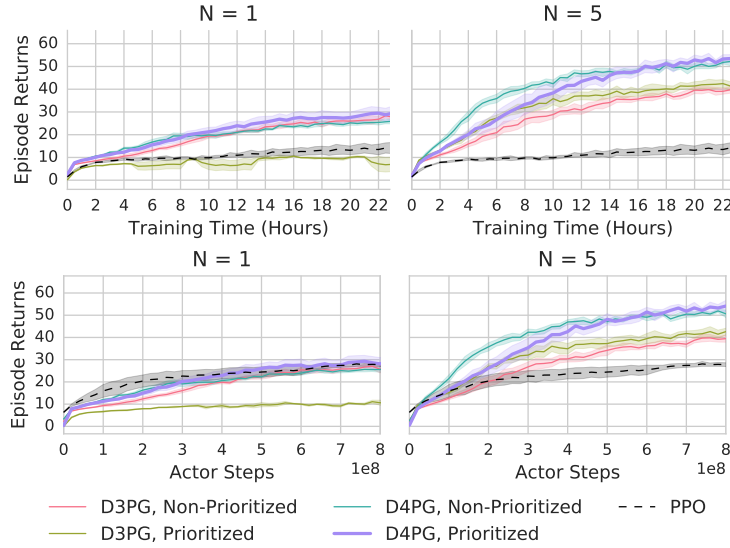 N = 1
N = 5
Episode Returns
60
50
40
30
20
10
0
0 2 4 6 8 10 12 14 16 18 20 22
0 2 4 6 8 10 12 14 16 18 20 22
Training Time (Hours)
Training Time (Hours)
N = 1
N = 5
Episode Returns
60
50
40
30
20
10
0
0 1 2 3 4 5 6 7 8
0 1 2 3 4 5 6 7 8
Actor Steps
1e8
Actor Steps
1e8
D3PG, Non-Prioritized
D4PG, Non-Prioritized
PPO
D3PG, Prioritized
D4PG, Prioritized